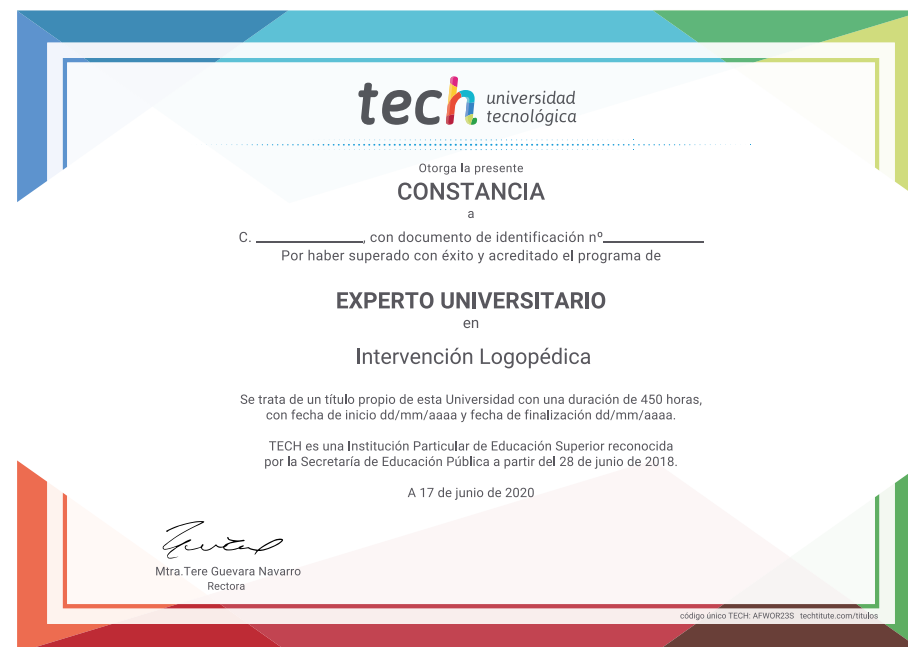 tech universidad
tecnológica
Otorga la presente
CONSTANCIA
a
C. ____________, con documento de identificación nº____________
Por haber superado con éxito y acreditado el programa de
EXPERTO UNIVERSITARIO
en
Intervención Logopédica
Se trata de un título propio de esta Universidad con una duración de 450 horas,
con fecha de inicio dd/mm/aaaa y fecha de finalización dd/mm/aaaa.
TECH es una Institución Particular de Educación Superior reconocida
por la Secretaría de Educación Pública a partir del 28 de junio de 2018.
A 17 de junio de 2020
Mtra.Tere Guevara Navarro
Rectora
código único TECH: AFWOR23S techtitute.com/titulos